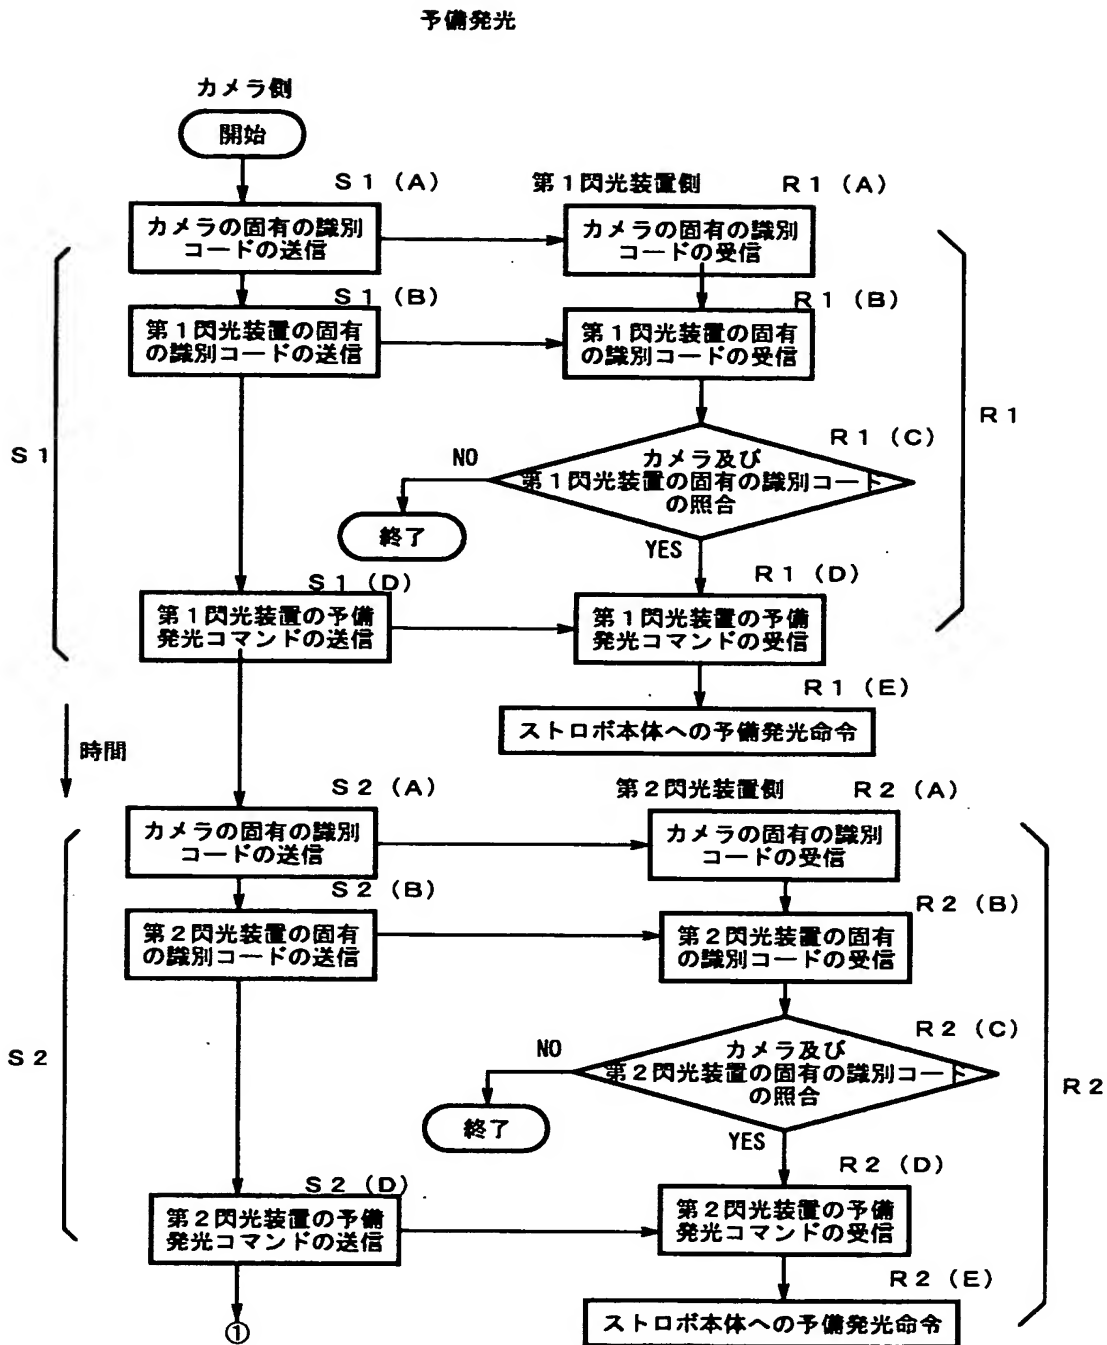 予備発光
カメラ側
開始
S1(A)
第1閃光装置側
R1(A)
カメラの固有の識別
コードの送信
カメラの固有の識別
コードの受信
S1(B)
R1(B)
第1閃光装置の固有
の識別コードの送信
第1閃光装置の固有
の識別コードの受信
S1
R1
R1(C)
カメラ及び
第1閃光装置の固有の識別コード
の照合
NO
終了
YES
S1(D)
R1(D)
第1閃光装置の予備
発光コマンドの送信
第1閃光装置の予備
発光コマンドの受信
R1(E)
ストロボ本体への予備発光命令
時間
S2(A)
第2閃光装置側
R2(A)
カメラの固有の識別
コードの送信
カメラの固有の識別
コードの受信
S2(B)
R2(B)
第2閃光装置の固有
の識別コードの送信
第2閃光装置の固有
の識別コードの受信
S2
R2
R2(C)
カメラ及び
第2閃光装置の固有の識別コード
の照合
NO
終了
YES
S2(D)
R2(D)
第2閃光装置の予備
発光コマンドの送信
第2閃光装置の予備
発光コマンドの受信
R2(E)
ストロボ本体への予備発光命令
①